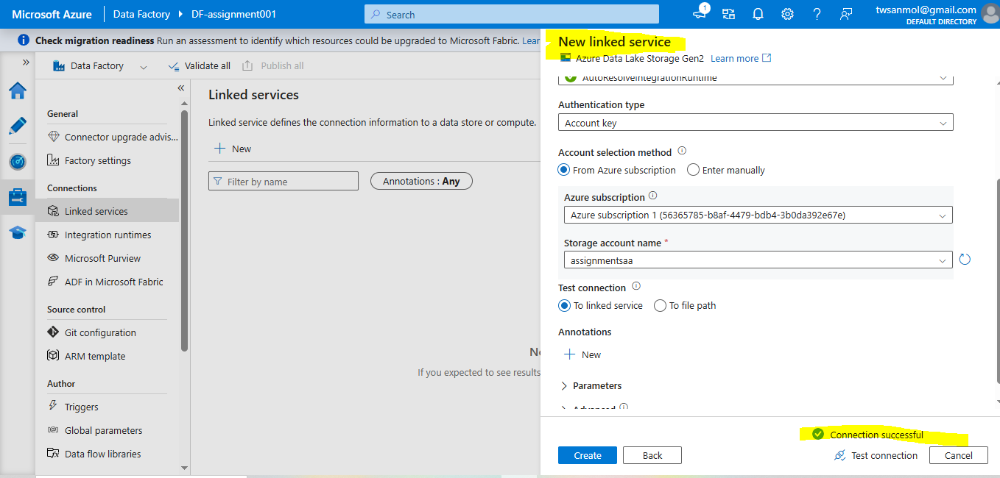 Microsoft Azure
Data Factory
DF-assignment001
Search
1
twsanmol@gmail.com
DEFAULT DIRECTORY
Check migration readiness Run an assessment to identify which resources could be upgraded to Microsoft Fabric. Lear
Data Factory
Validate all
Publish all
General
Connector upgrade advis...
Factory settings
Connections
Linked services
Integration runtimes
Microsoft Purview
ADF in Microsoft Fabric
Source control
Git configuration
ARM template
Author
Triggers
Global parameters
Data flow libraries
Linked services
Linked service defines the connection information to a data store or compute.
New
Filter by name
Annotations : Any
No
If you expected to see results
New linked service
Azure Data Lake Storage Gen2 Learn more
AutoResolveIntegrationRuntime
Authentication type
Account key
Account selection method
From Azure subscription
Enter manually
Azure subscription
Azure subscription 1 (56365785-b8af-4479-bdb4-3b0da392e67e)
Storage account name *
assignmentsaa
Test connection
To linked service
To file path
Annotations
New
Parameters
Advanced
Connection successful
Create
Back
Test connection
Cancel